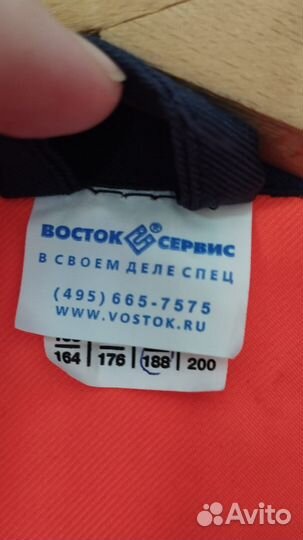 ВОСТОК ® СЕРВИС
В СВОЕМ ДЕЛЕ СПЕЦ
(495) 665-7575
WWW.VOSTOK.RU
164 176 188 200
Avito